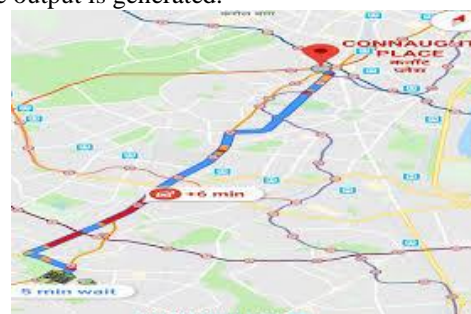 e output is generated.
CONNAUGHT
PLACE
कनॉट
प्लेस
+6 min
5 min wait